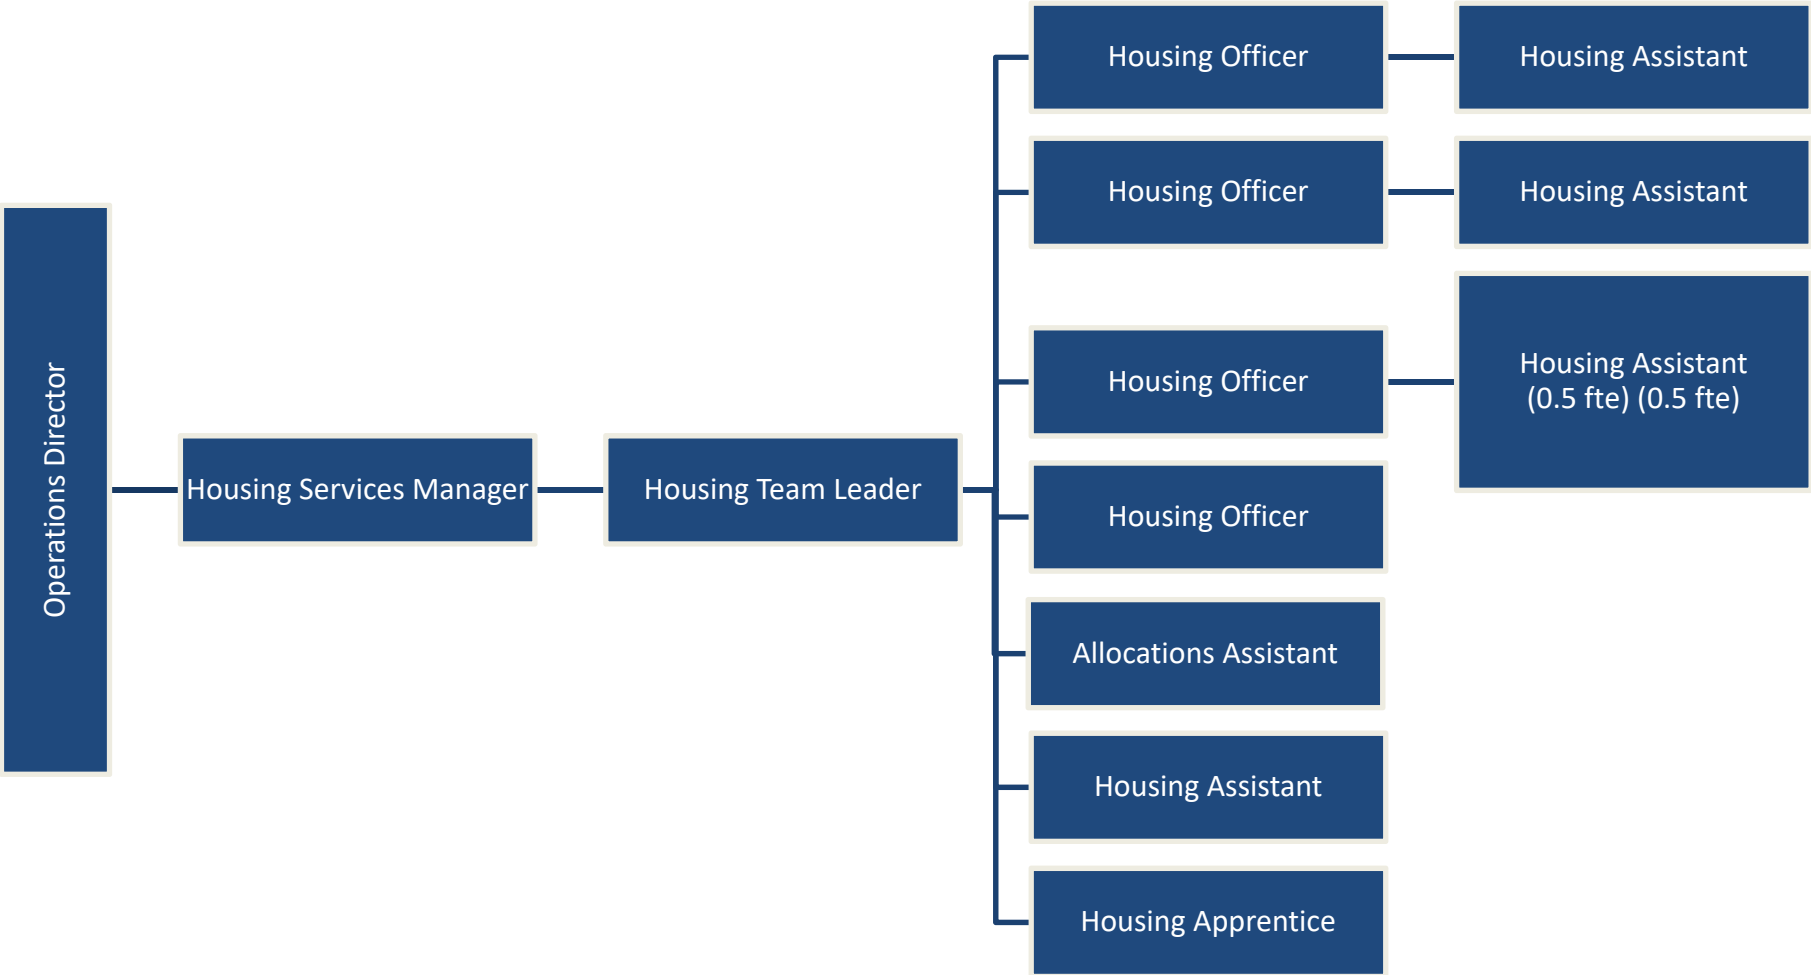 Operations Director
Housing Services Manager
Housing Team Leader
Housing Officer
Housing Assistant
Housing Officer
Housing Assistant
Housing Officer
Housing Assistant
(0.5 fte) (0.5 fte)
Housing Officer
Allocations Assistant
Housing Assistant
Housing Apprentice